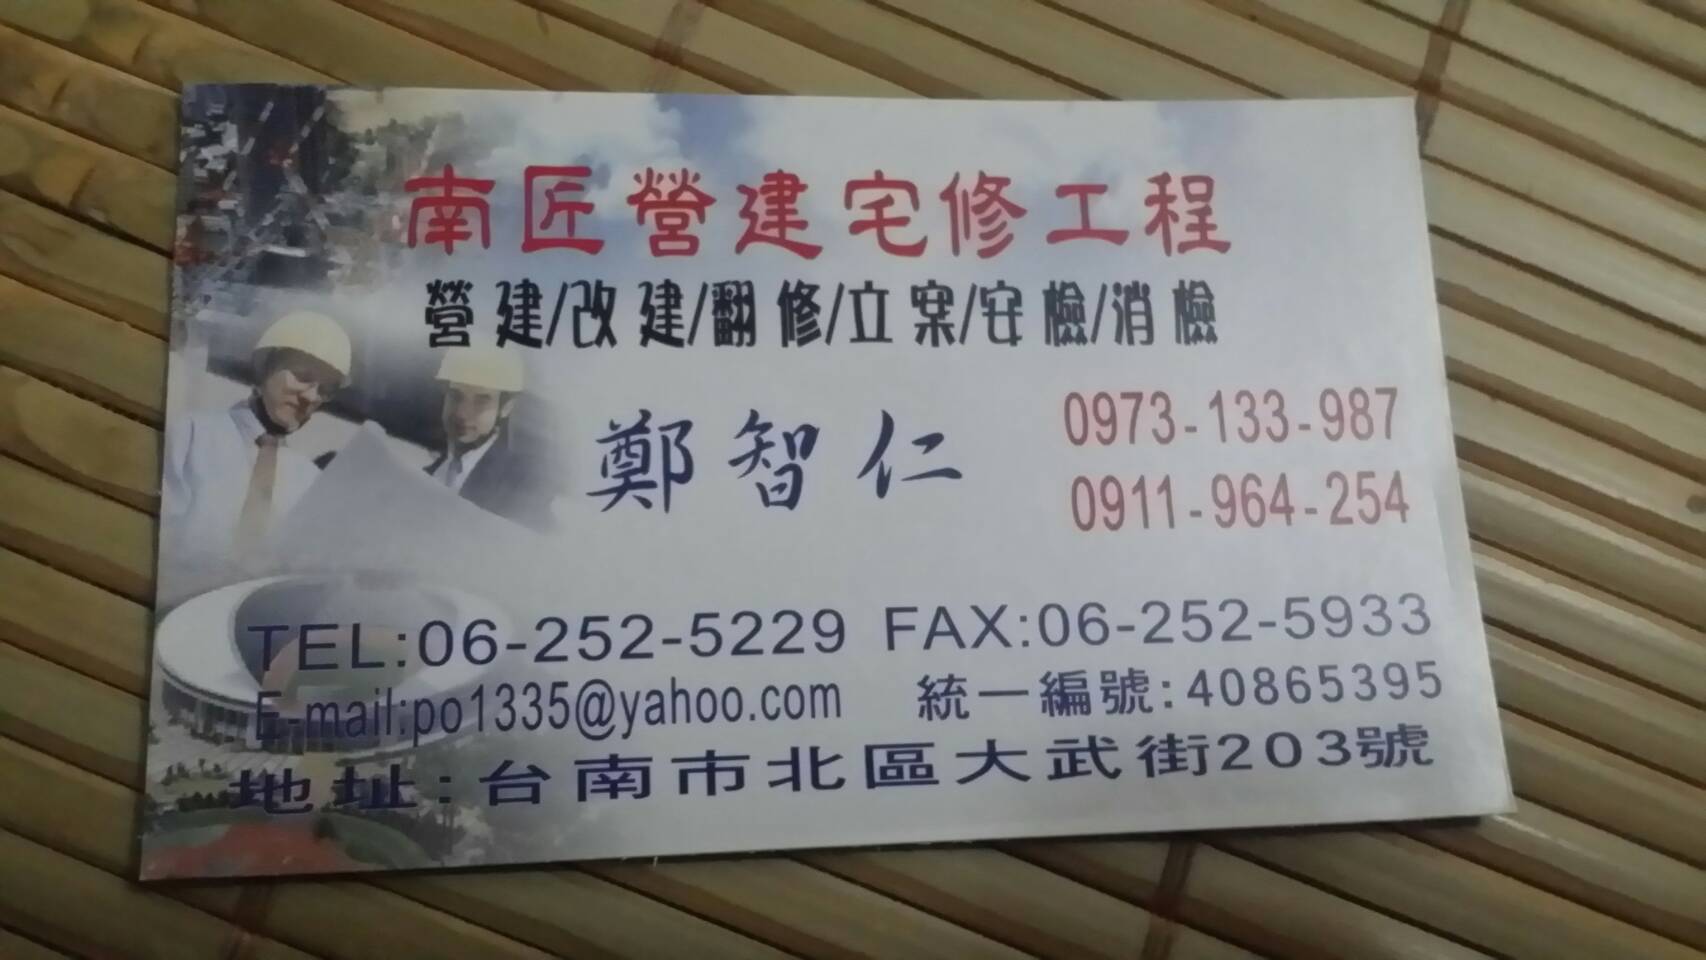 南匠營建宅修工程
營建/改建/翻修/立案/安檢/消檢
鄭智仁
0973-133-987
0911-964-254
TEL:06-252-5229 FAX:06-252-5933
E-mail:po1335@yahoo.com 統一編號:40865395
地址:台南市北區大武街203號